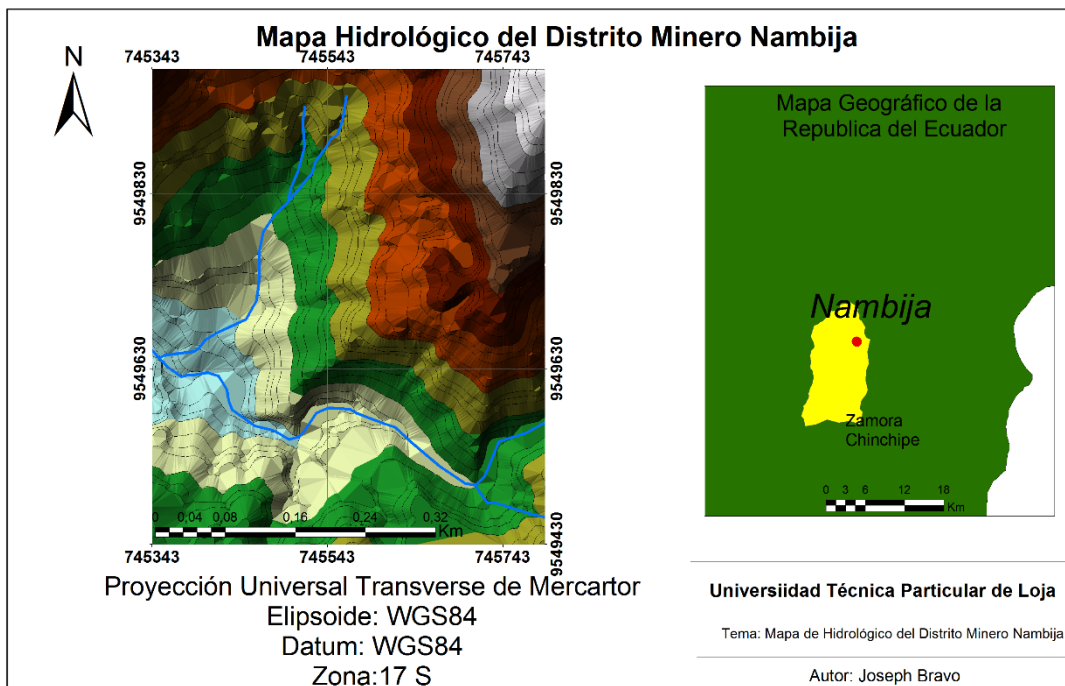 Mapa Hidrológico del Distrito Minero Nambija
N
745343 745543 745743
9549830 9549830
9549630 9549630
9549430
0 0,04 0,08 0,16 0,24 0,32
Km
745343 745543 745743
Proyección Universal Transverse de Mercartor
Elipsoide: WGS84
Datum: WGS84
Zona:17 S
Mapa Geográfico de la
Republica del Ecuador
Nambija
Zamora
Chinchipe
0 3 6 12 18
Km
Universiidad Técnica Particular de Loja
Tema: Mapa de Hidrológico del Distrito Minero Nambija
Autor: Joseph Bravo